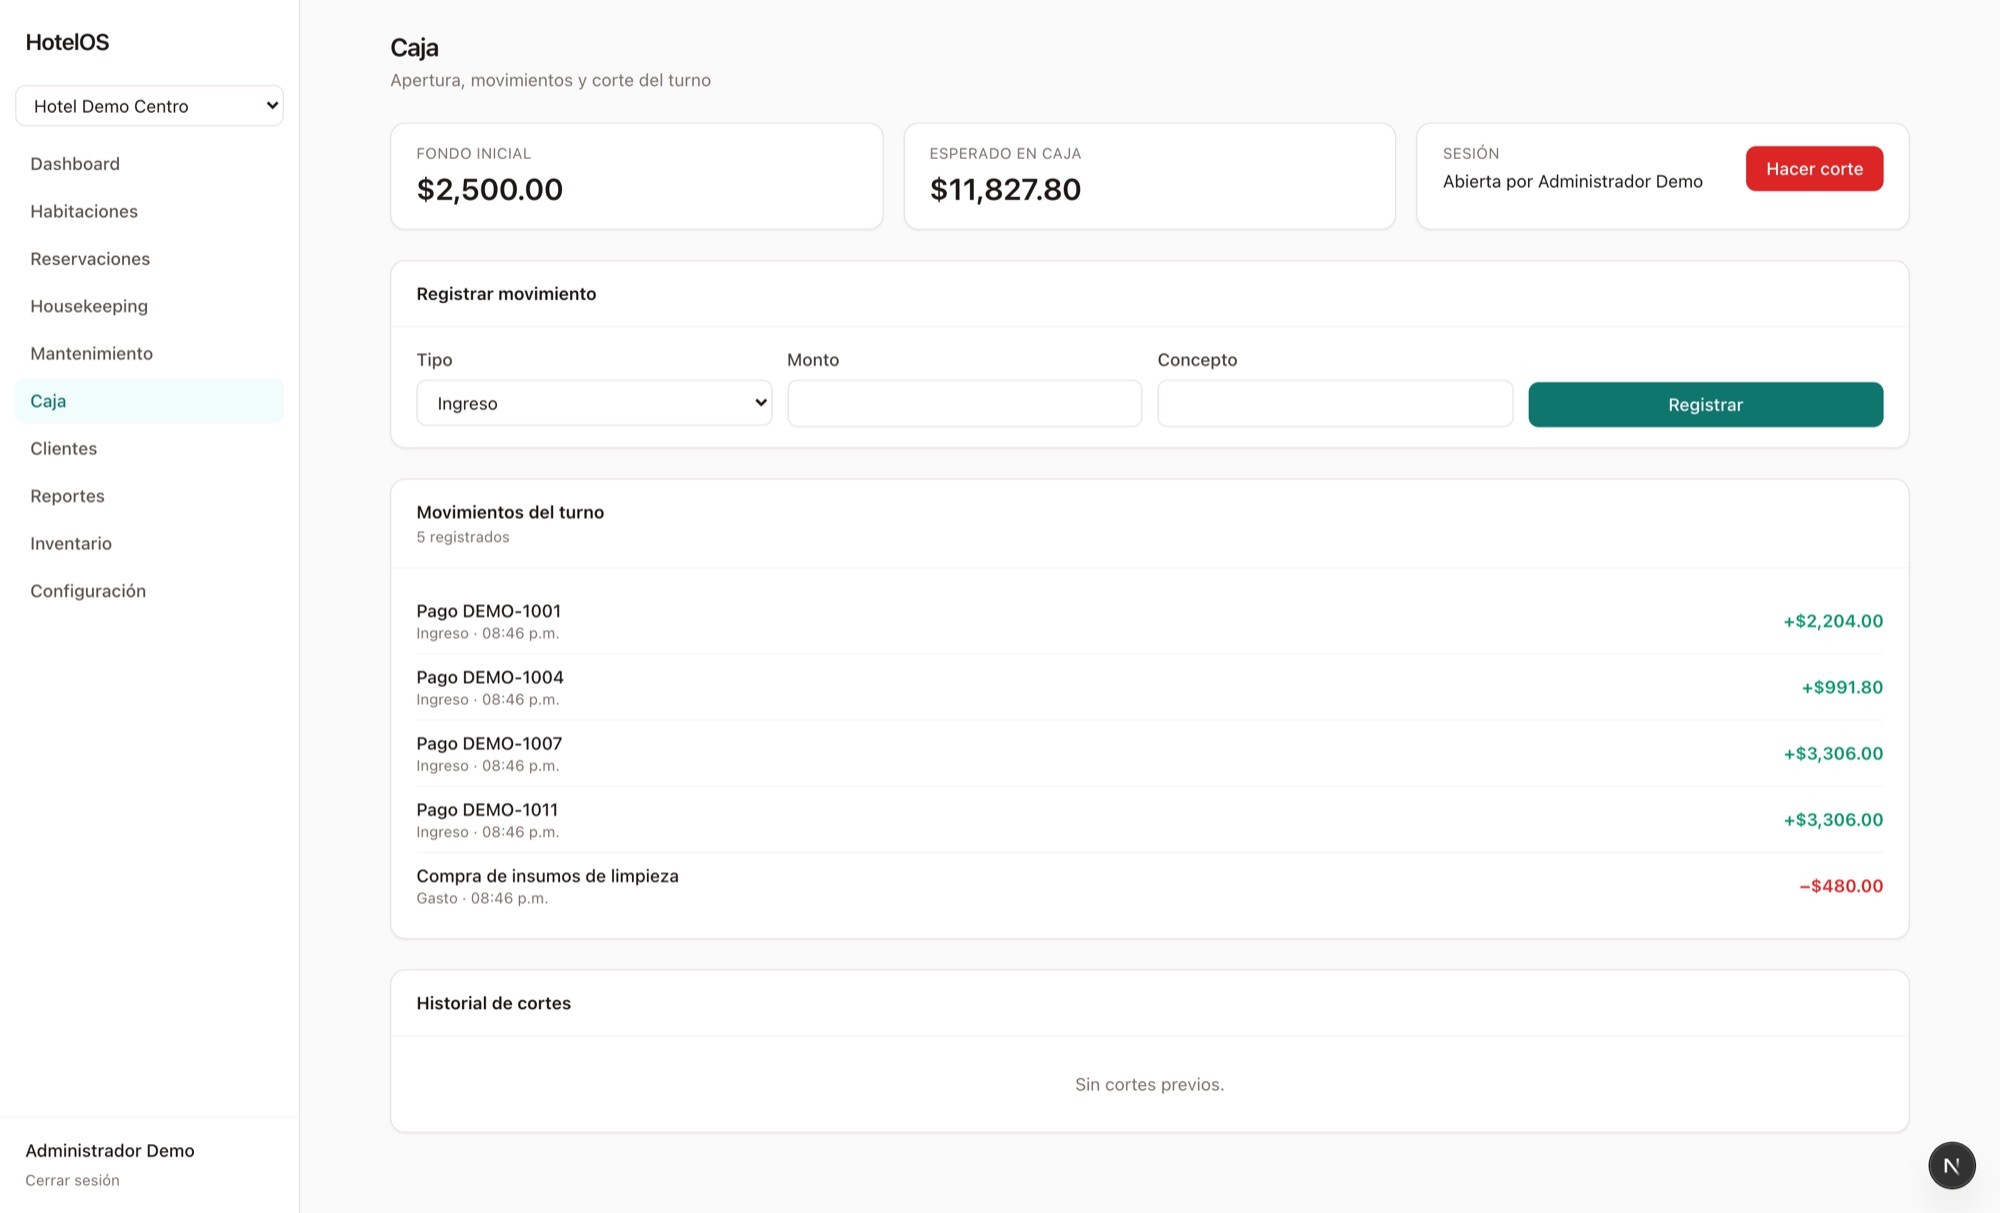 HotelOS
Hotel Demo Centro
Dashboard
Habitaciones
Reservaciones
Housekeeping
Mantenimiento
Caja
Clientes
Reportes
Inventario
Configuración
Administrador Demo
Cerrar sesión
Caja
Apertura, movimientos y corte del turno
FONDO INICIAL
$2,500.00
ESPERADO EN CAJA
$11,827.80
SESIÓN
Abierta por Administrador Demo
Hacer corte
Registrar movimiento
Tipo
Ingreso
Monto
Concepto
Registrar
Movimientos del turno
5 registrados
Pago DEMO-1001
Ingreso · 08:46 p.m.
+$2,204.00
Pago DEMO-1004
Ingreso · 08:46 p.m.
+$991.80
Pago DEMO-1007
Ingreso · 08:46 p.m.
+$3,306.00
Pago DEMO-1011
Ingreso · 08:46 p.m.
+$3,306.00
Compra de insumos de limpieza
Gasto · 08:46 p.m.
−$480.00
Historial de cortes
Sin cortes previos.
N